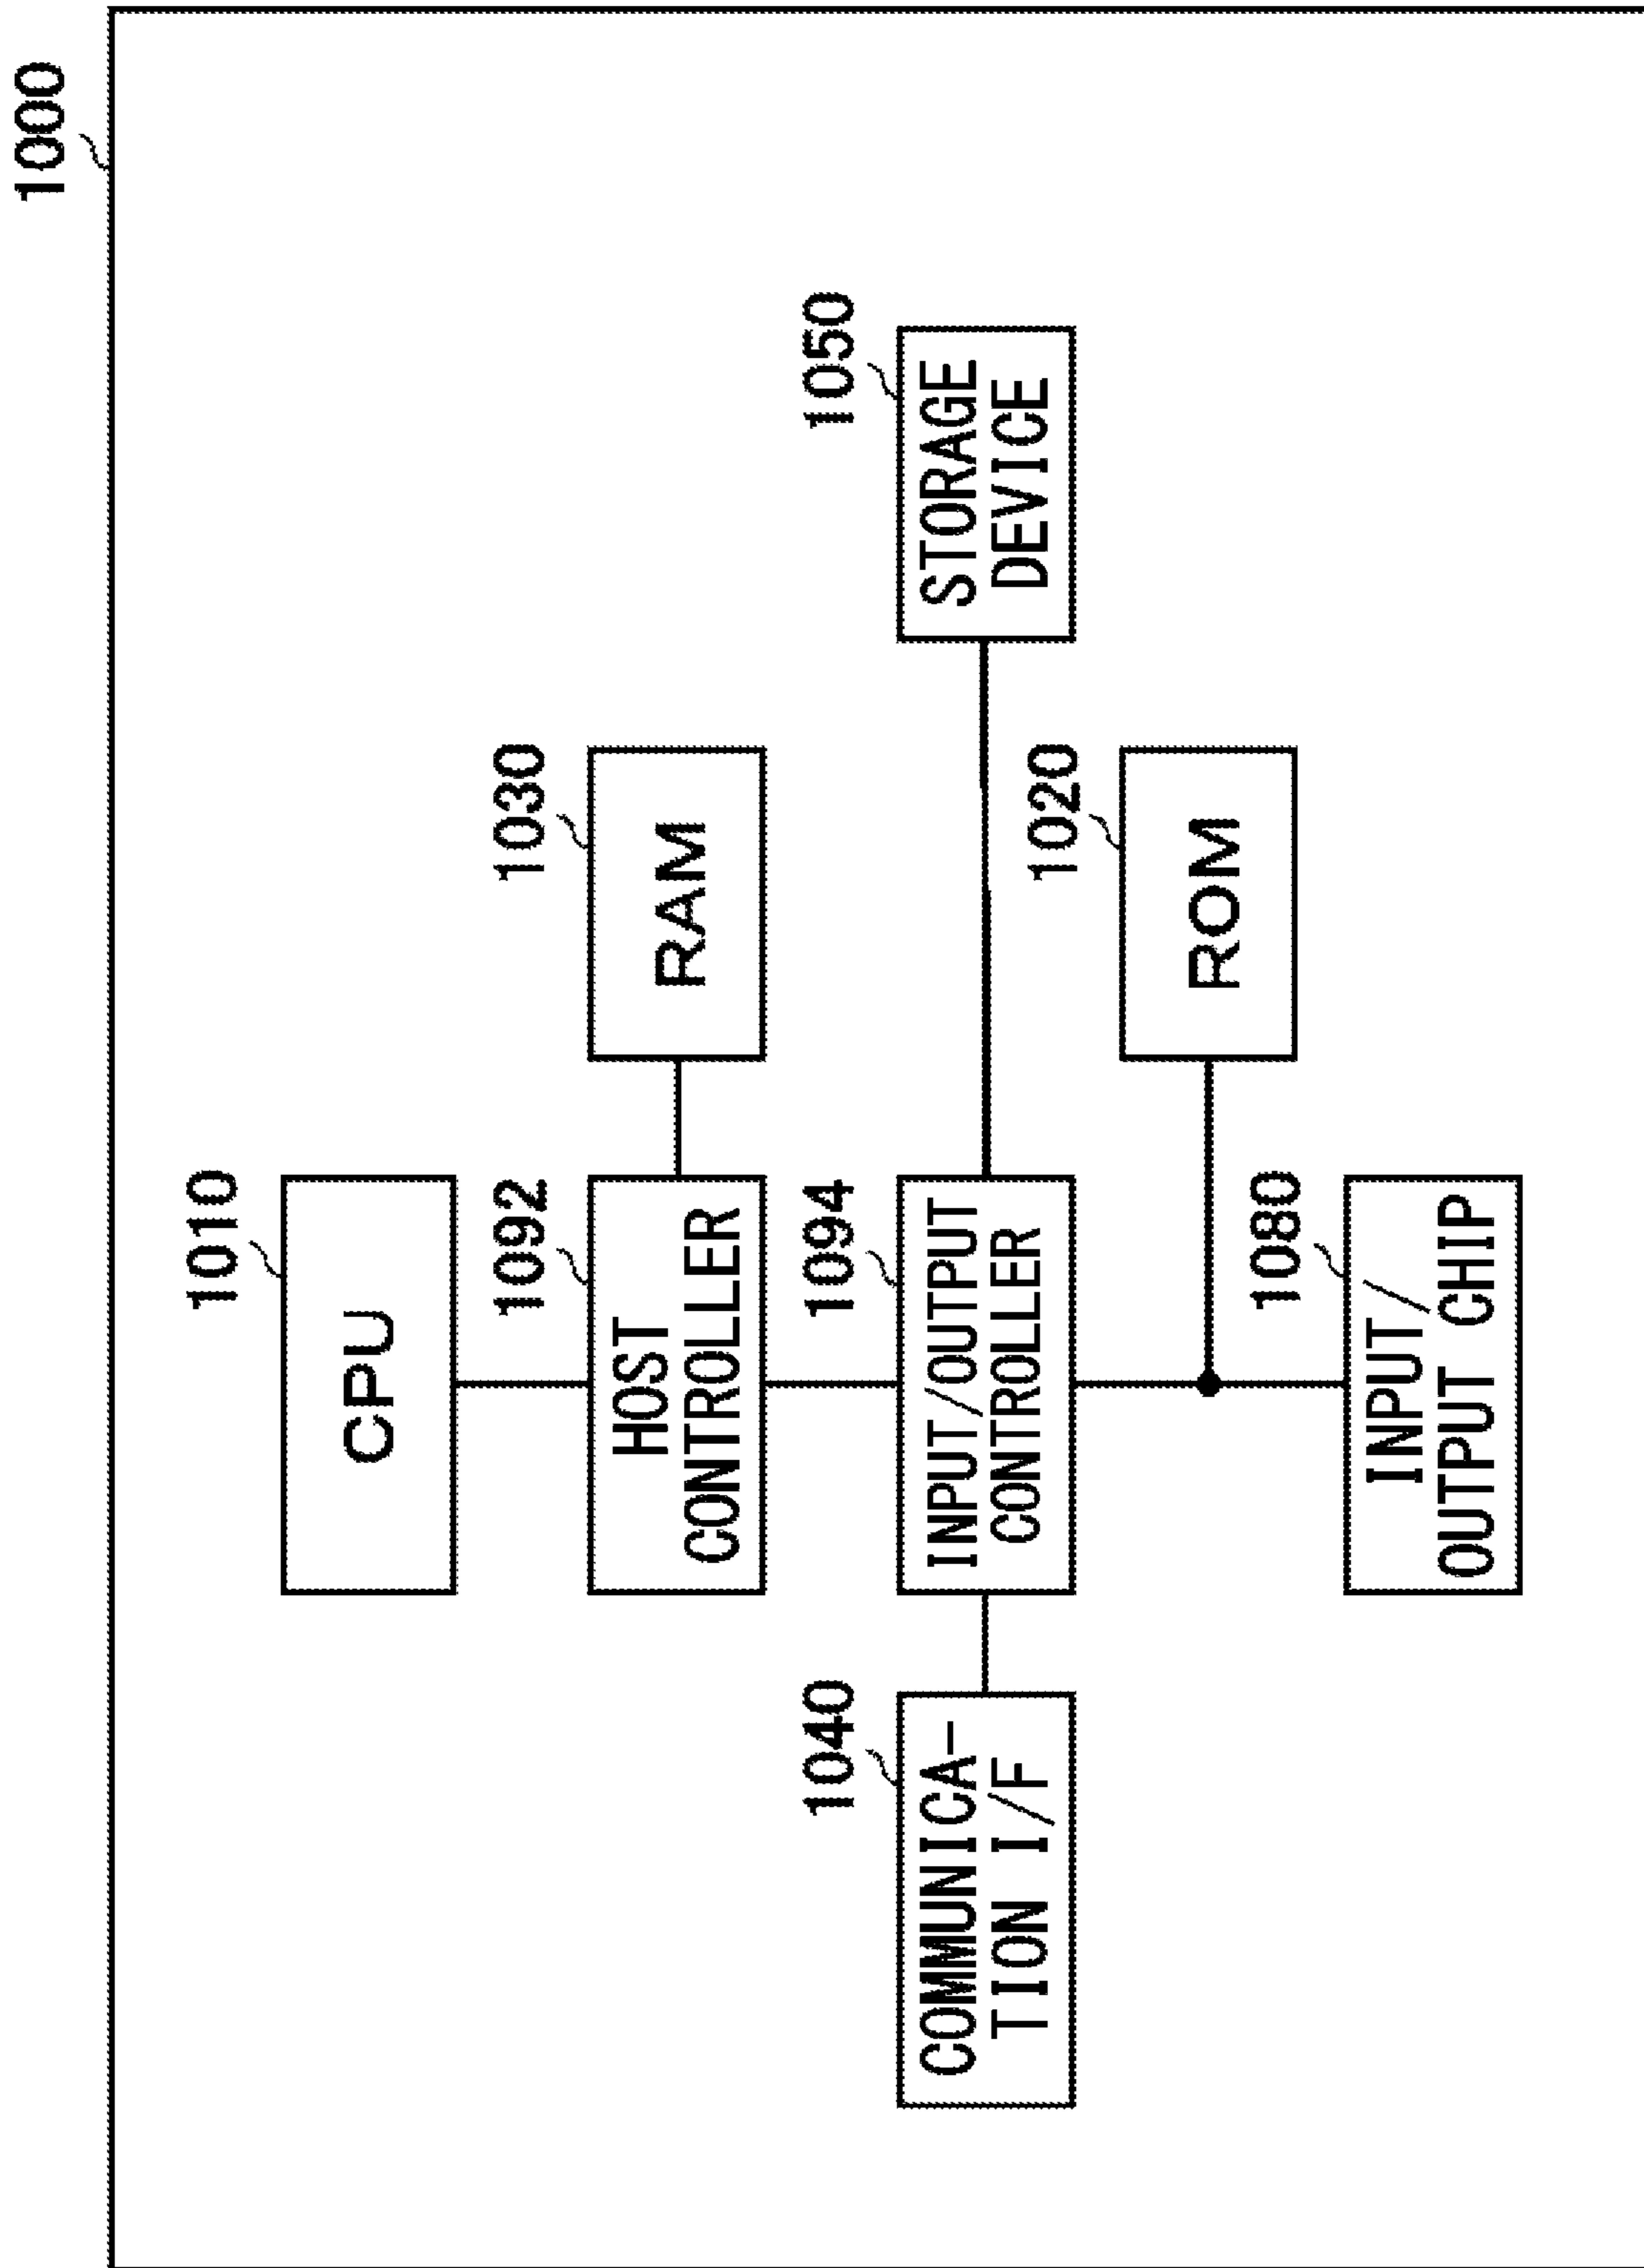 1000
1010
CPU
1092
HOST
CONTROLLER
1030
RAM
1040
COMMUNICA-
TION I/F
1094
INPUT/OUTPUT
CONTROLLER
1050
STORAGE
DEVICE
1020
ROM
1080
INPUT/
OUTPUT CHIP